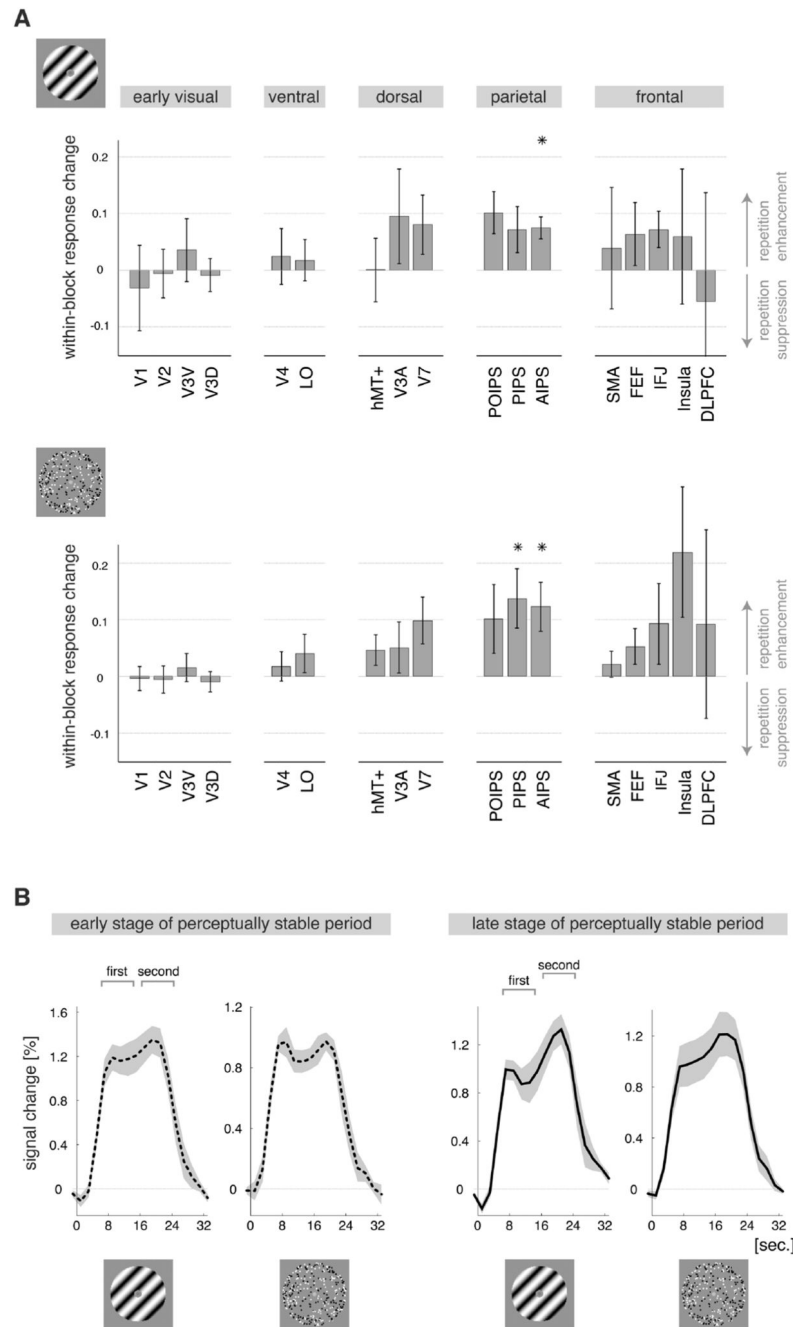 A
early visual ventral dorsal parietal frontal
within-block response change
0.2
0.1
0
-0.1
*
repetition enhancement
repetition suppression
V1 V2 V3V V3D V4 LO hMT+ V3A V7 POIPS PIPS AIPS SMA FEF IFJ Insula DLPFC
within-block response change
0.2
0.1
0
-0.1
* *
repetition enhancement
repetition suppression
V1 V2 V3V V3D V4 LO hMT+ V3A V7 POIPS PIPS AIPS SMA FEF IFJ Insula DLPFC
B
early stage of perceptually stable period late stage of perceptually stable period
first second first second
signal change [%]
1.6
1.2
0.8
0.4
0
0 8 16 24 32
1.2
0.8
0.4
0
0 8 16 24 32
1.2
0.8
0.4
0
0 8 16 24 32
1.2
0.8
0.4
0
0 8 16 24 32
[sec.]